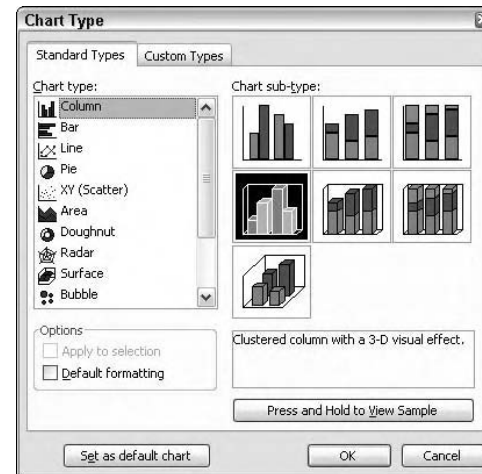 Chart Type
Standard Types
Custom Types
Chart type:
Column
Bar
Line
Pie
XY (Scatter)
Area
Doughnut
Radar
Surface
Bubble
Chart sub-type:
Clustered column with a 3-D visual effect.
Options
Apply to selection
Default formatting
Press and Hold to View Sample
Set as default chart
OK
Cancel